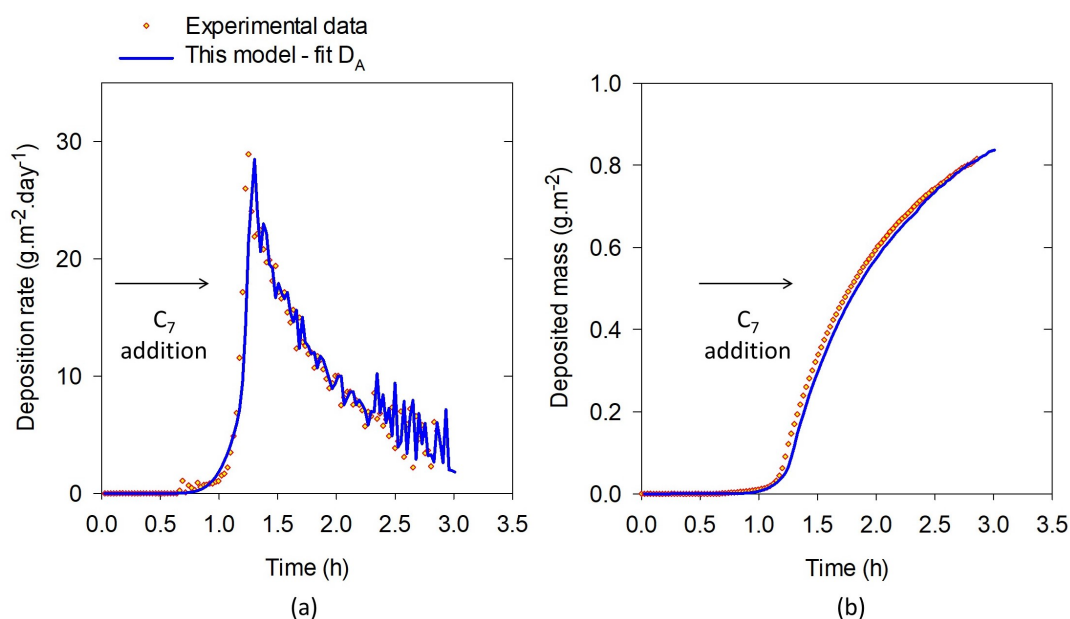 Experimental data
This model - fit D_A
Deposition rate (g.m⁻².day⁻¹)
30
20
10
0
C₇
addition
0.0 0.5 1.0 1.5 2.0 2.5 3.0 3.5
Time (h)
(a)
Deposited mass (g.m⁻²)
1.0
0.8
0.6
0.4
0.2
0.0
C₇
addition
0.0 0.5 1.0 1.5 2.0 2.5 3.0 3.5
Time (h)
(b)